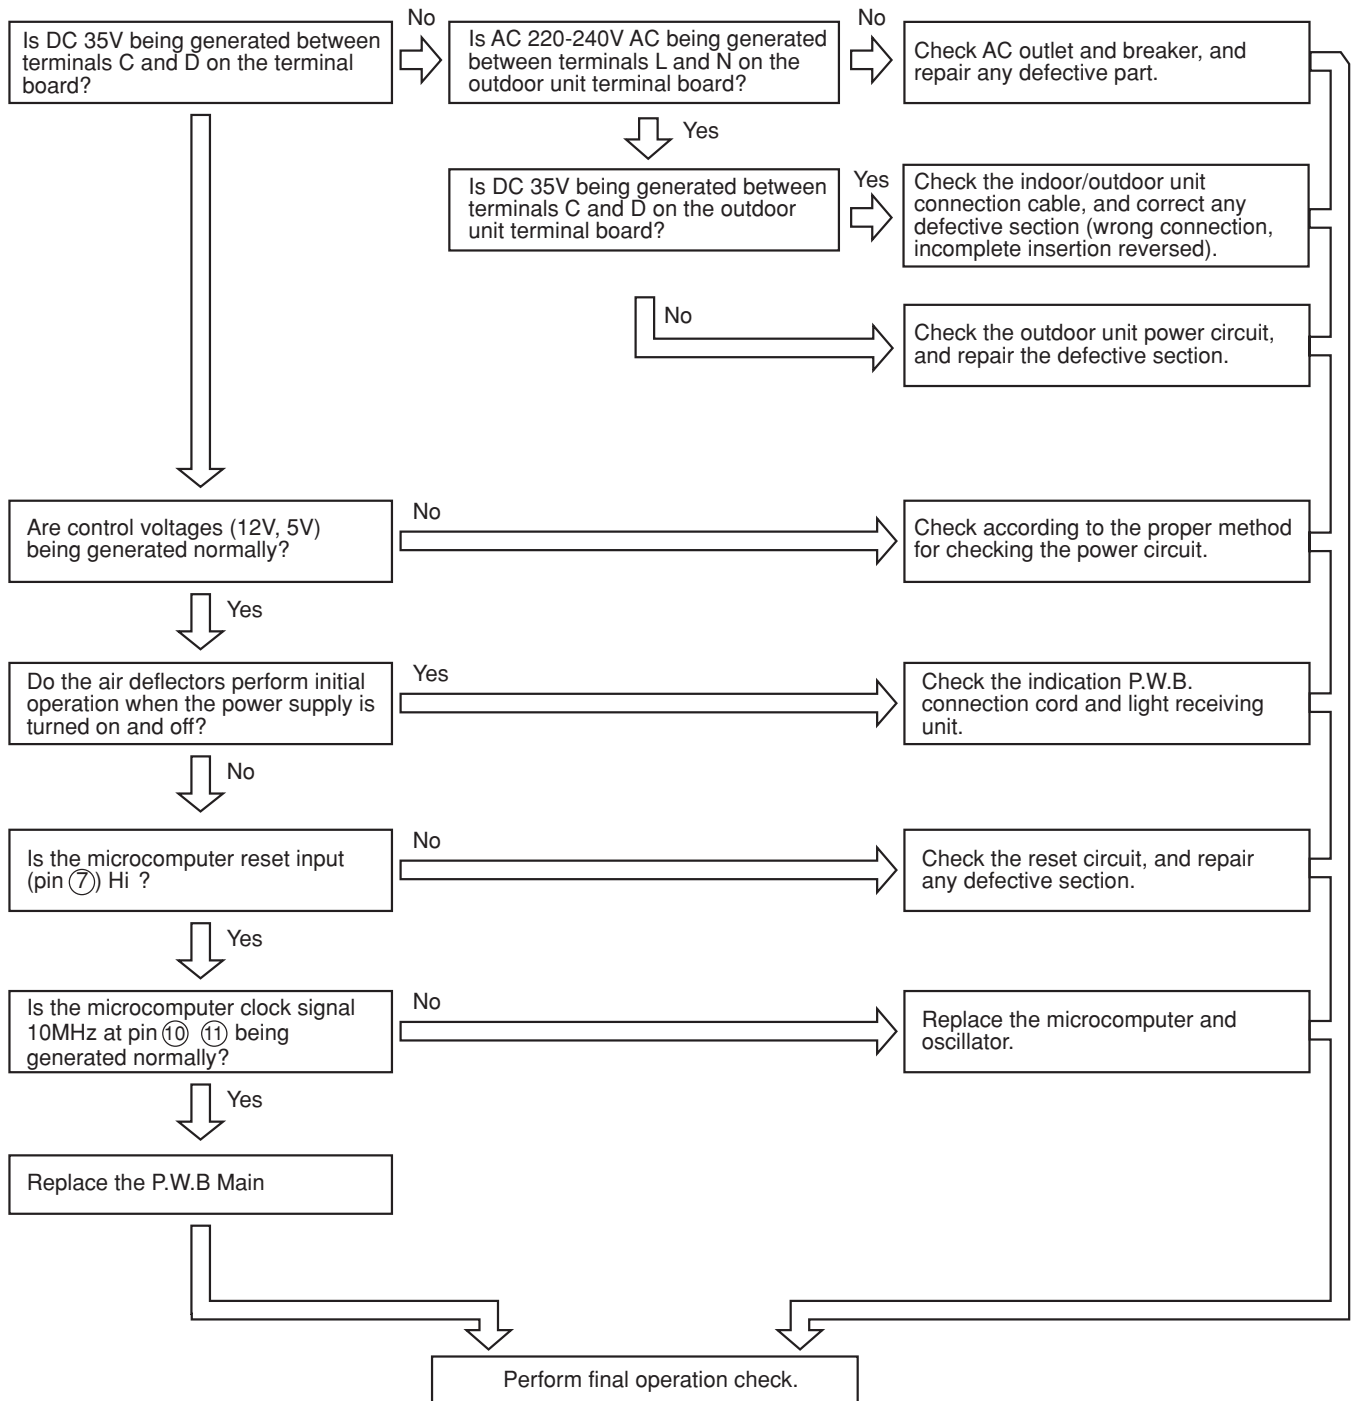 Is DC 35V being generated between
terminals C and D on the terminal
board?
No
Is AC 220-240V AC being generated
between terminals L and N on the
outdoor unit terminal board?
No
Check AC outlet and breaker, and
repair any defective part.
Yes
Is DC 35V being generated between
terminals C and D on the outdoor
unit terminal board?
Yes
Check the indoor/outdoor unit
connection cable, and correct any
defective section (wrong connection,
incomplete insertion reversed).
No
Check the outdoor unit power circuit,
and repair the defective section.
Are control voltages (12V, 5V)
being generated normally?
No
Check according to the proper method
for checking the power circuit.
Yes
Do the air deflectors perform initial
operation when the power supply is
turned on and off?
Yes
Check the indication P.W.B.
connection cord and light receiving
unit.
No
Is the microcomputer reset input
(pin ⑦) Hi ?
No
Check the reset circuit, and repair
any defective section.
Yes
Is the microcomputer clock signal
10MHz at pin ⑩ ⑪ being
generated normally?
No
Replace the microcomputer and
oscillator.
Yes
Replace the P.W.B Main
Perform final operation check.